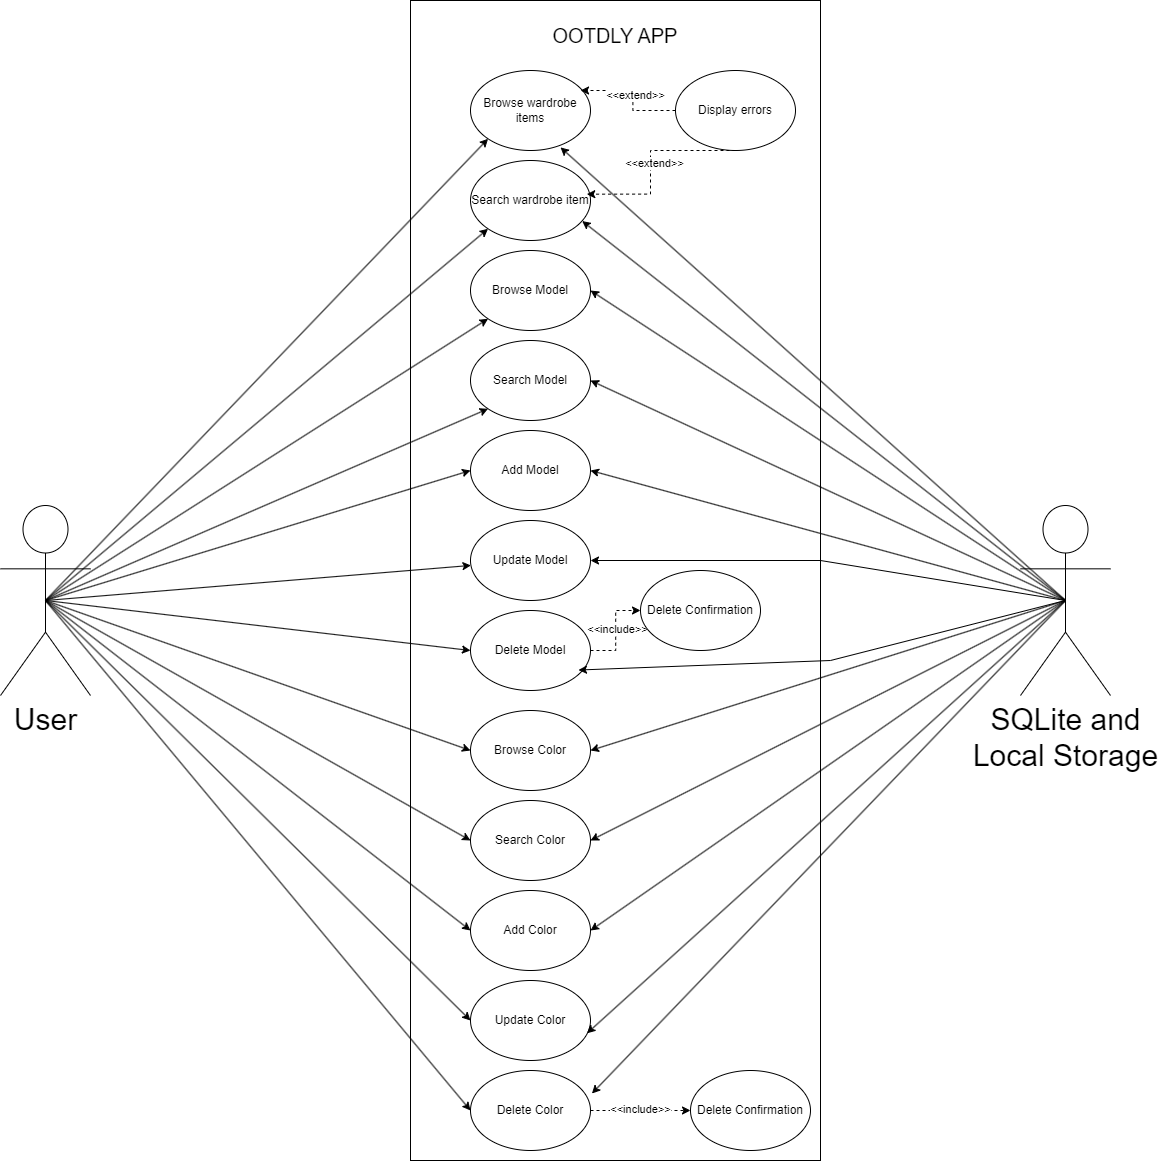 OOTDLY APP
Browse wardrobe
items
<<extend>>
Display errors
<<extend>>
Search wardrobe item
Browse Model
Search Model
Add Model
Update Model
Delete Confirmation
<<include>>
Delete Model
User
SQLite and
Local Storage
Browse Color
Search Color
Add Color
Update Color
Delete Color
<<include>>
Delete Confirmation